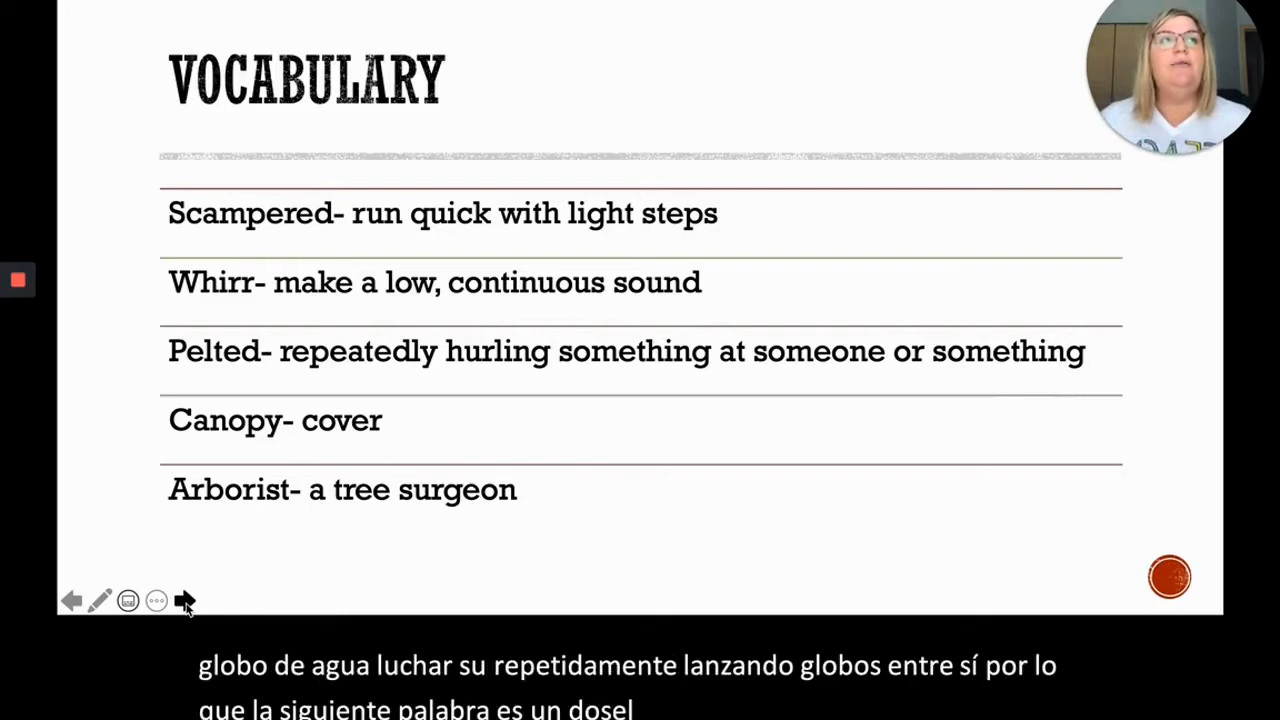 VOCABULARY
Scampered- run quick with light steps
Whirr- make a low, continuous sound
Pelted- repeatedly hurling something at someone or something
Canopy- cover
Arborist- a tree surgeon
globo de agua luchar su repetidamente lanzando globos entre sí por lo
que la siguiente palabra es un dosel